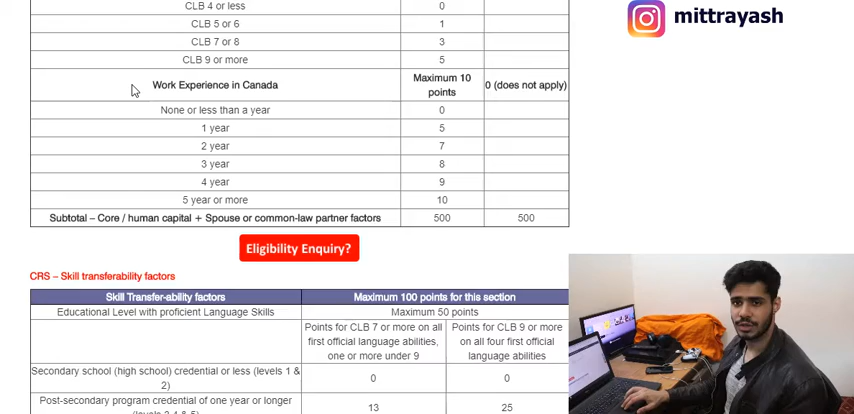 mittrayash
CLB 4 or less 0
CLB 5 or 6 1
CLB 7 or 8 3
CLB 9 or more 5
Work Experience in Canada Maximum 10 points 0 (does not apply)
None or less than a year 0
1 year 5
2 year 7
3 year 8
4 year 9
5 year or more 10
Subtotal – Core / human capital + Spouse or common-law partner factors 500 500
Eligibility Enquiry?
CRS – Skill transferability factors
Skill Transfer-ability factors Maximum 100 points for this section
Educational Level with proficient Language Skills Maximum 50 points
Points for CLB 7 or more on all first official language abilities, one or more under 9
Points for CLB 9 or more on all four first official language abilities
Secondary school (high school) credential or less (levels 1 & 2) 0 0
Post-secondary program credential of one year or longer 13 25